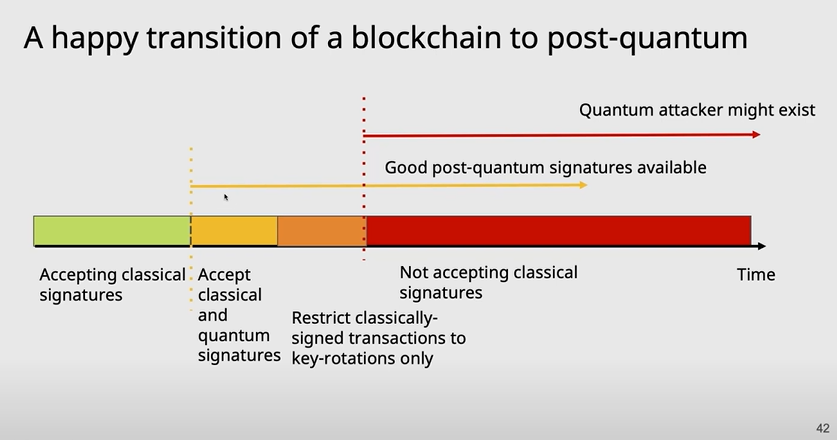 A happy transition of a blockchain to post-quantum
Quantum attacker might exist
Good post-quantum signatures available
Accepting classical
signatures
Accept
classical
and
quantum
signatures
Restrict classically-
signed transactions to
key-rotations only
Not accepting classical
signatures
Time
42